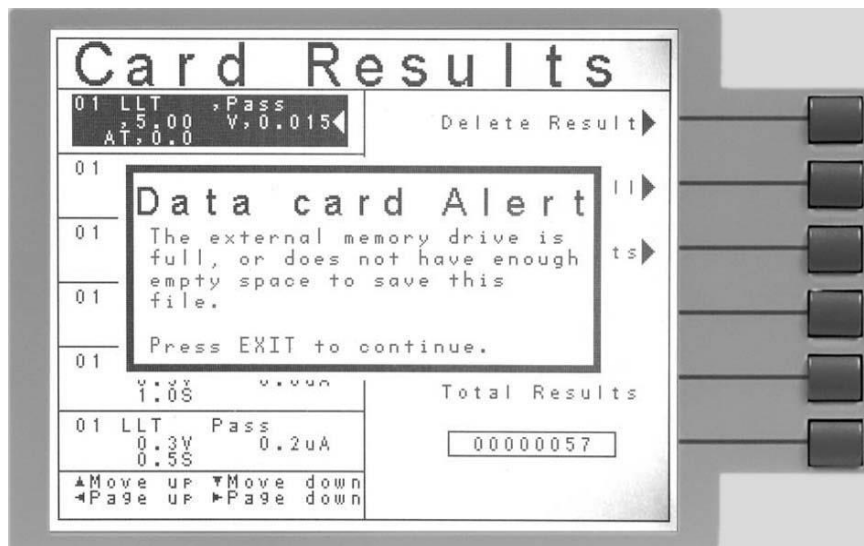 Card Results
01 LLT ,Pass
,5.00 V,0.015
AT,0.0
Delete Result
01
ll
01
ts
01
01
1.0S
Data card Alert
The external memory drive is
full, or does not have enough
empty space to save this
file.
Press EXIT to continue.
Total Results
01 LLT Pass
0.3V 0.2uA
0.5S
00000057
▲Move up ▼Move down
◄Page up ►Page down